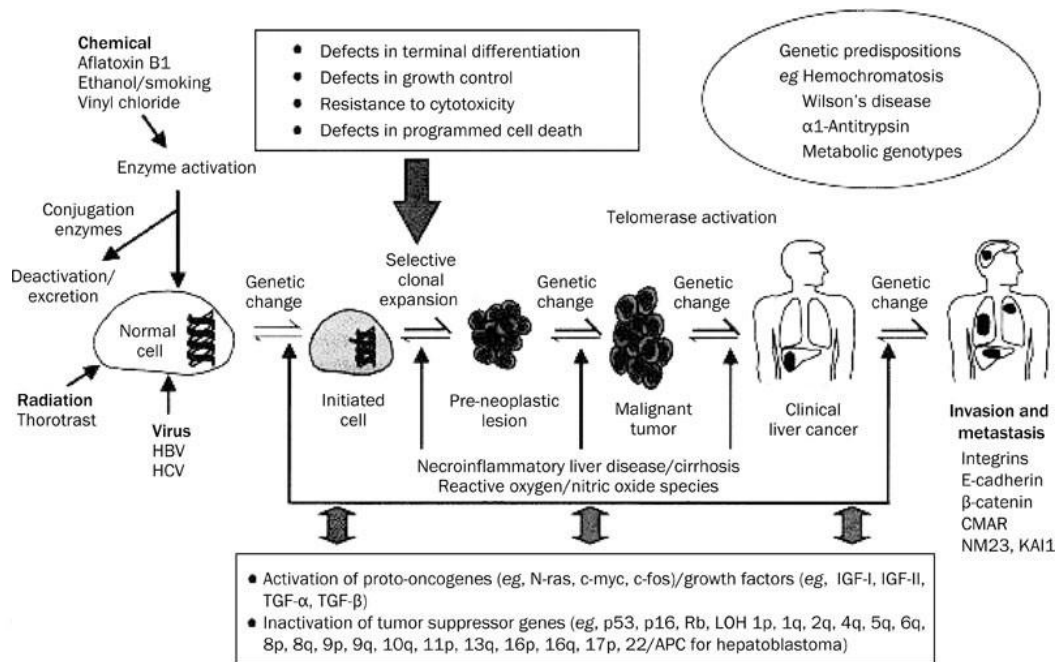 Chemical
Aflatoxin B1
Ethanol/smoking
Vinyl chloride
Enzyme activation
Conjugation
enzymes
Deactivation/
excretion
Normal
cell
Radiation
Thorotrast
Virus
HBV
HCV
● Defects in terminal differentiation
● Defects in growth control
● Resistance to cytotoxicity
● Defects in programmed cell death
Genetic predispositions
eg Hemochromatosis
Wilson's disease
α1-Antitrypsin
Metabolic genotypes
Telomerase activation
Genetic
change
Initiated
cell
Selective
clonal
expansion
Pre-neoplastic
lesion
Genetic
change
Malignant
tumor
Genetic
change
Clinical
liver cancer
Genetic
change
Invasion and
metastasis
Integrins
E-cadherin
β-catenin
CMAR
NM23, KAI1
Necroinflammatory liver disease/cirrhosis
Reactive oxygen/nitric oxide species
● Activation of proto-oncogenes (eg, N-ras, c-myc, c-fos)/growth factors (eg, IGF-I, IGF-II,
TGF-α, TGF-β)
● Inactivation of tumor suppressor genes (eg, p53, p16, Rb, LOH 1p, 1q, 2q, 4q, 5q, 6q,
8p, 8q, 9p, 9q, 10q, 11p, 13q, 16p, 16q, 17p, 22/APC for hepatoblastoma)